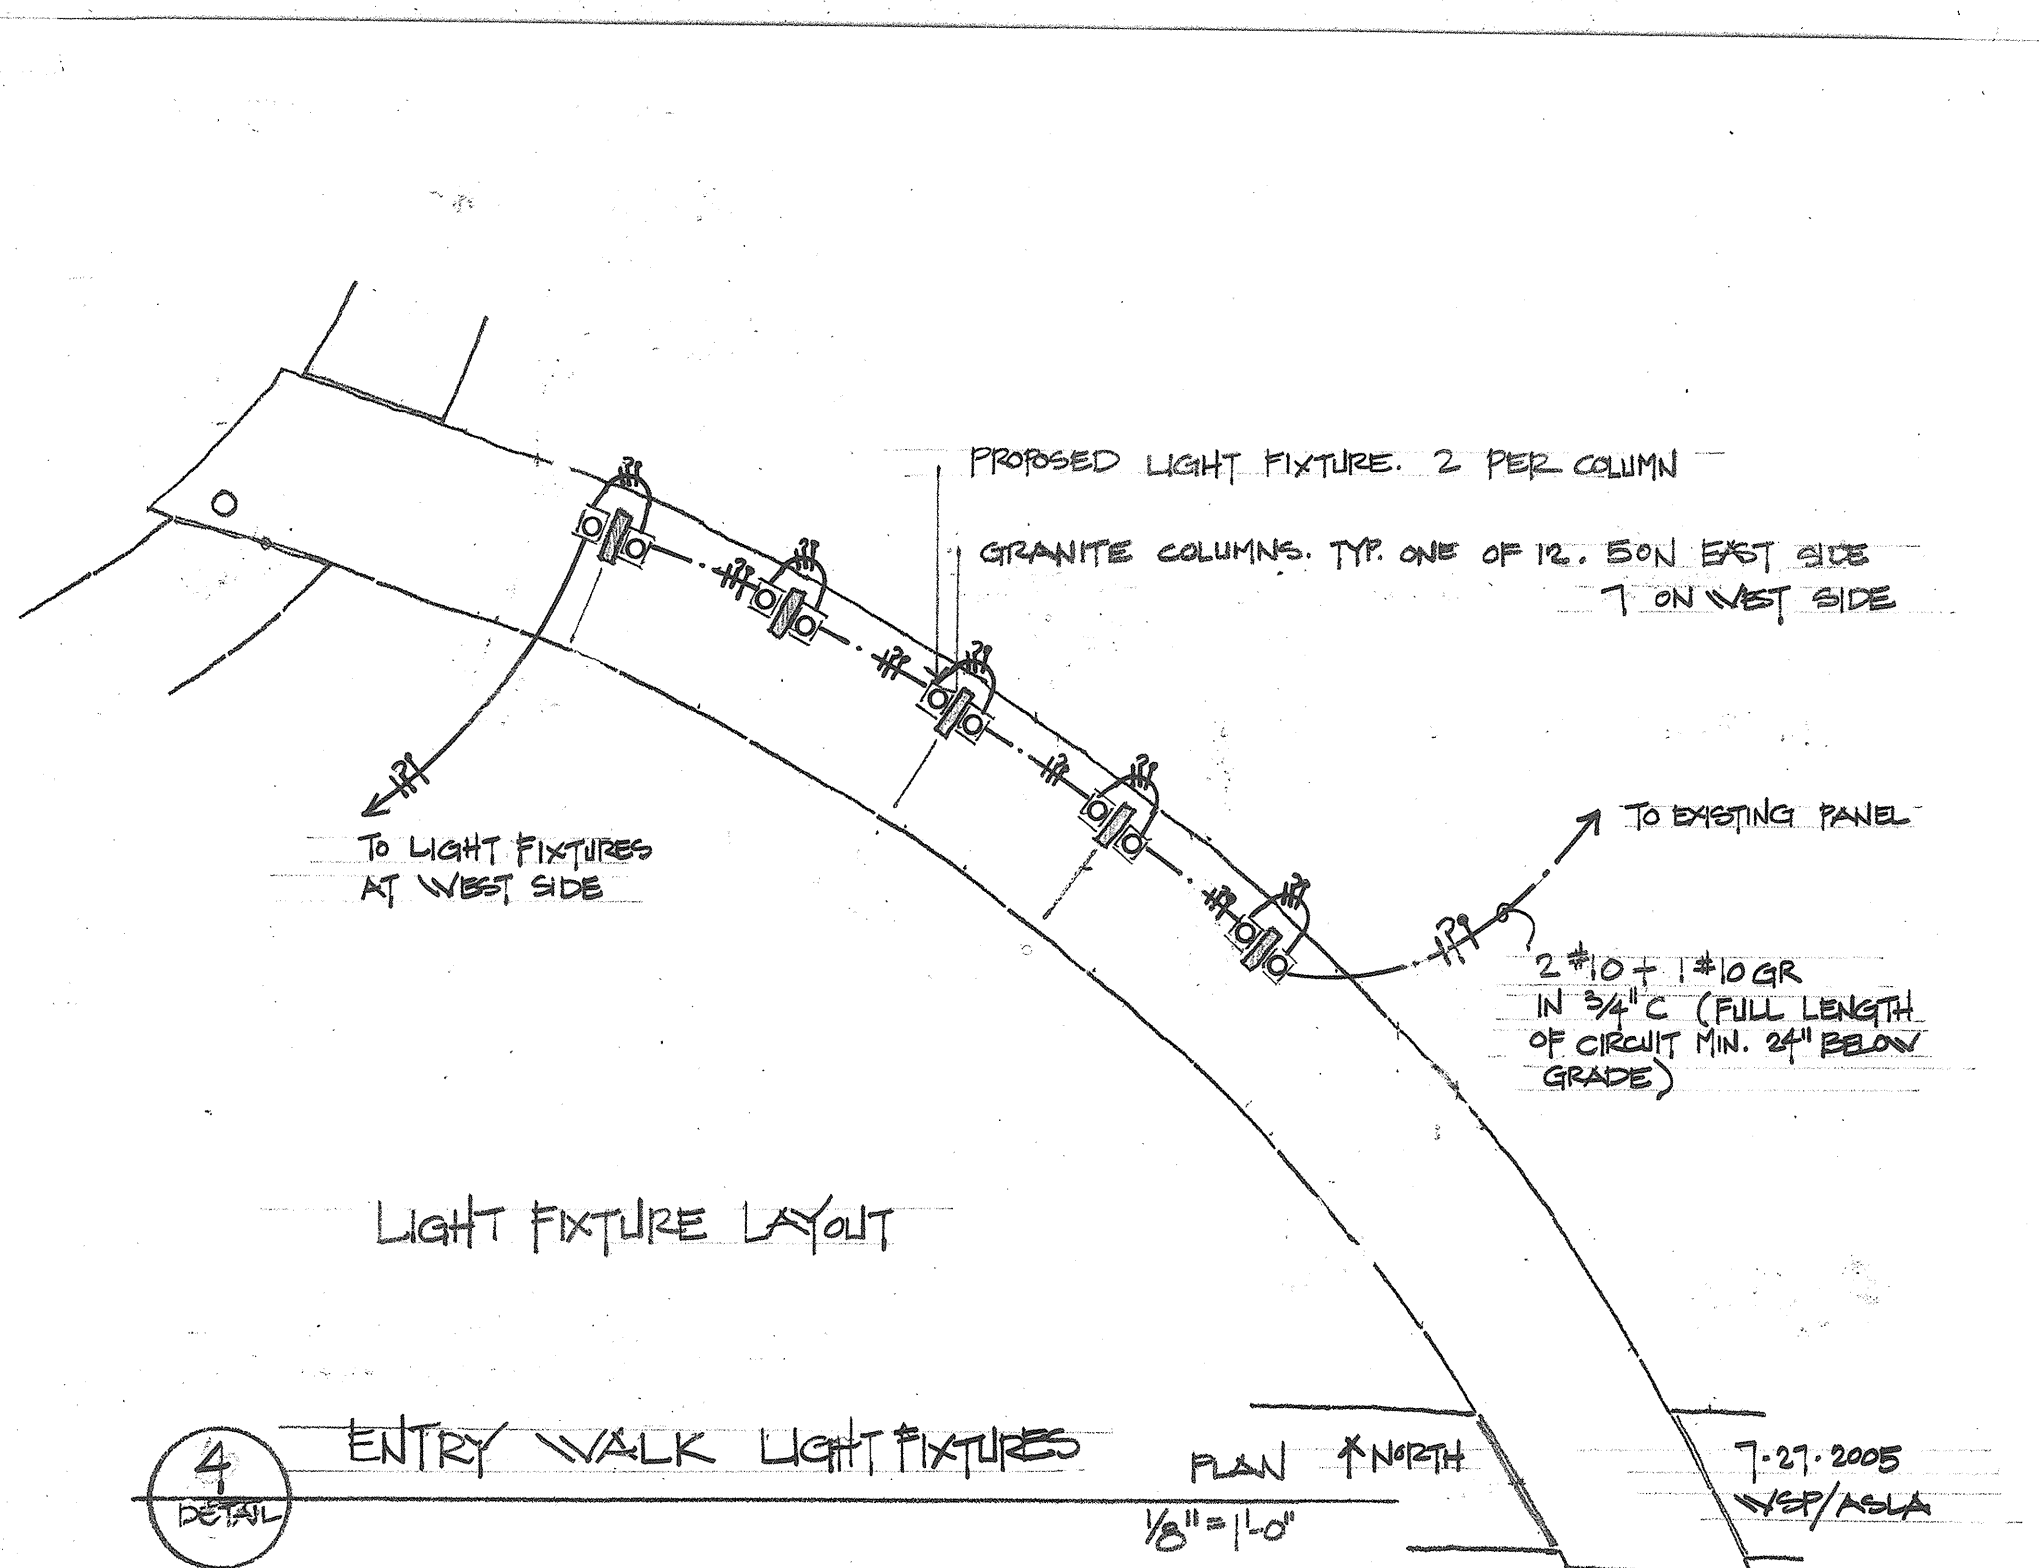 PROPOSED LIGHT FIXTURE. 2 PER COLUMN
GRANITE COLUMNS. TYP. ONE OF 12. 5 ON EAST SIDE
7 ON WEST SIDE
TO EXISTING PANEL
TO LIGHT FIXTURES
AT WEST SIDE
2 #10 + 1 #10 GR
IN 3/4" C (FULL LENGTH
OF CIRCUIT MIN. 24" BELOW
GRADE)
LIGHT FIXTURE LAYOUT
4
DETAIL
ENTRY WALK LIGHT FIXTURES
PLAN
NORTH
1/8" = 1'-0"
7.27.2005
WSP/ASLA